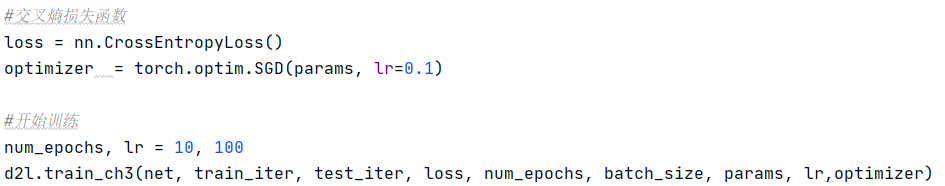 #交叉熵损失函数
loss = nn.CrossEntropyLoss()
optimizer  = torch.optim.SGD(params, lr=0.1)
#开始训练
num_epochs, lr = 10, 100
d2l.train_ch3(net, train_iter, test_iter, loss, num_epochs, batch_size, params, lr,optimizer)